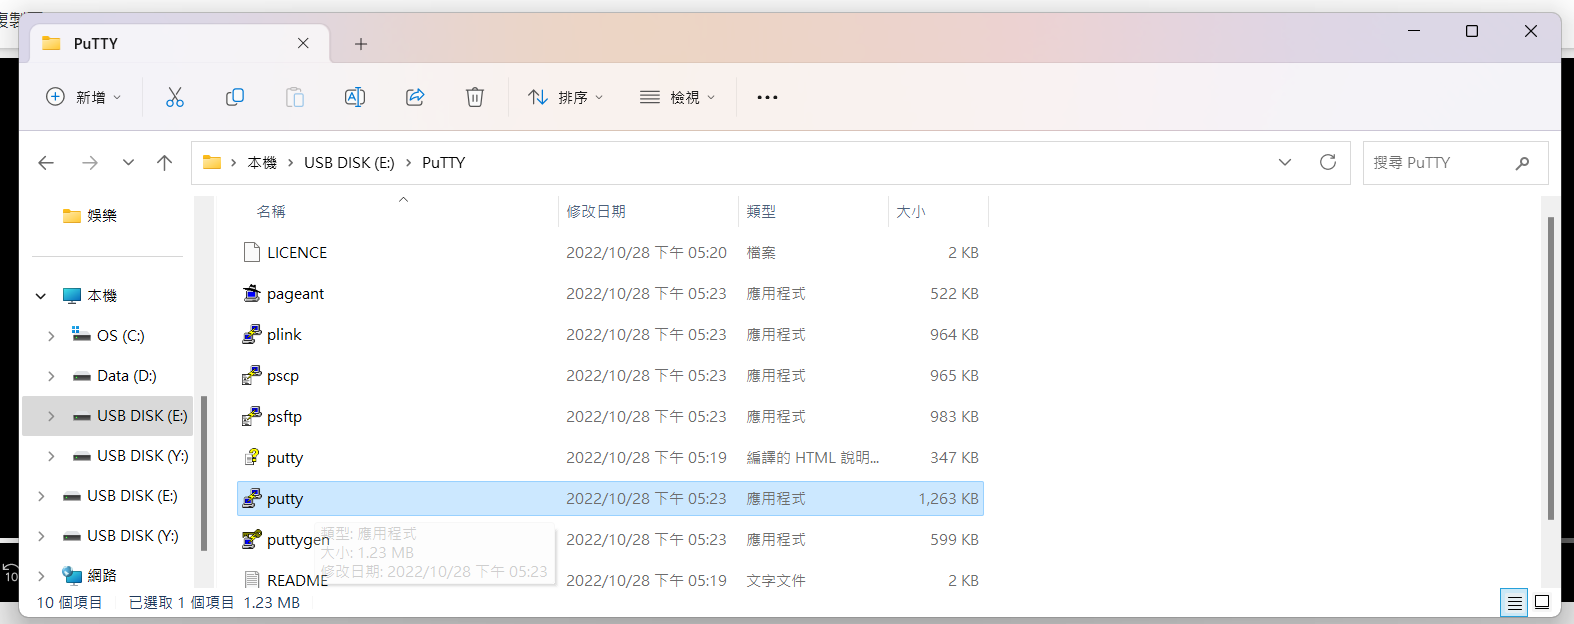 複製
PuTTY
新增
排序
檢視
本機 USB DISK (E:) PuTTY
搜尋 PuTTY
娛樂
本機
OS (C:)
Data (D:)
USB DISK (E:)
USB DISK (Y:)
USB DISK (E:)
USB DISK (Y:)
網路
名稱 修改日期 類型 大小
LICENCE 2022/10/28 下午 05:20 檔案 2 KB
pageant 2022/10/28 下午 05:23 應用程式 522 KB
plink 2022/10/28 下午 05:23 應用程式 964 KB
pscp 2022/10/28 下午 05:23 應用程式 965 KB
psftp 2022/10/28 下午 05:23 應用程式 983 KB
putty 2022/10/28 下午 05:19 編譯的 HTML 說明... 347 KB
putty 2022/10/28 下午 05:23 應用程式 1,263 KB
puttygen 2022/10/28 下午 05:23 應用程式 599 KB
README 2022/10/28 下午 05:19 文字文件 2 KB
類型: 應用程式
大小: 1.23 MB
修改日期: 2022/10/28 下午 05:23
10
10 個項目 已選取 1 個項目 1.23 MB